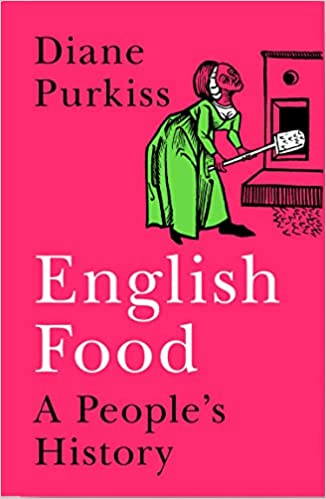 Diane
Purkiss
English
Food
A People's
History